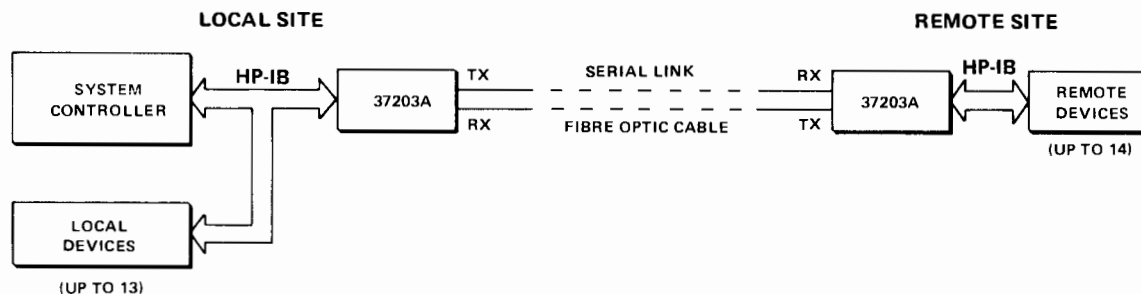 LOCAL SITE
REMOTE SITE
SYSTEM
CONTROLLER
HP-IB
37203A
TX
RX
SERIAL LINK
FIBRE OPTIC CABLE
RX
TX
37203A
HP-IB
REMOTE
DEVICES
(UP TO 14)
LOCAL
DEVICES
(UP TO 13)